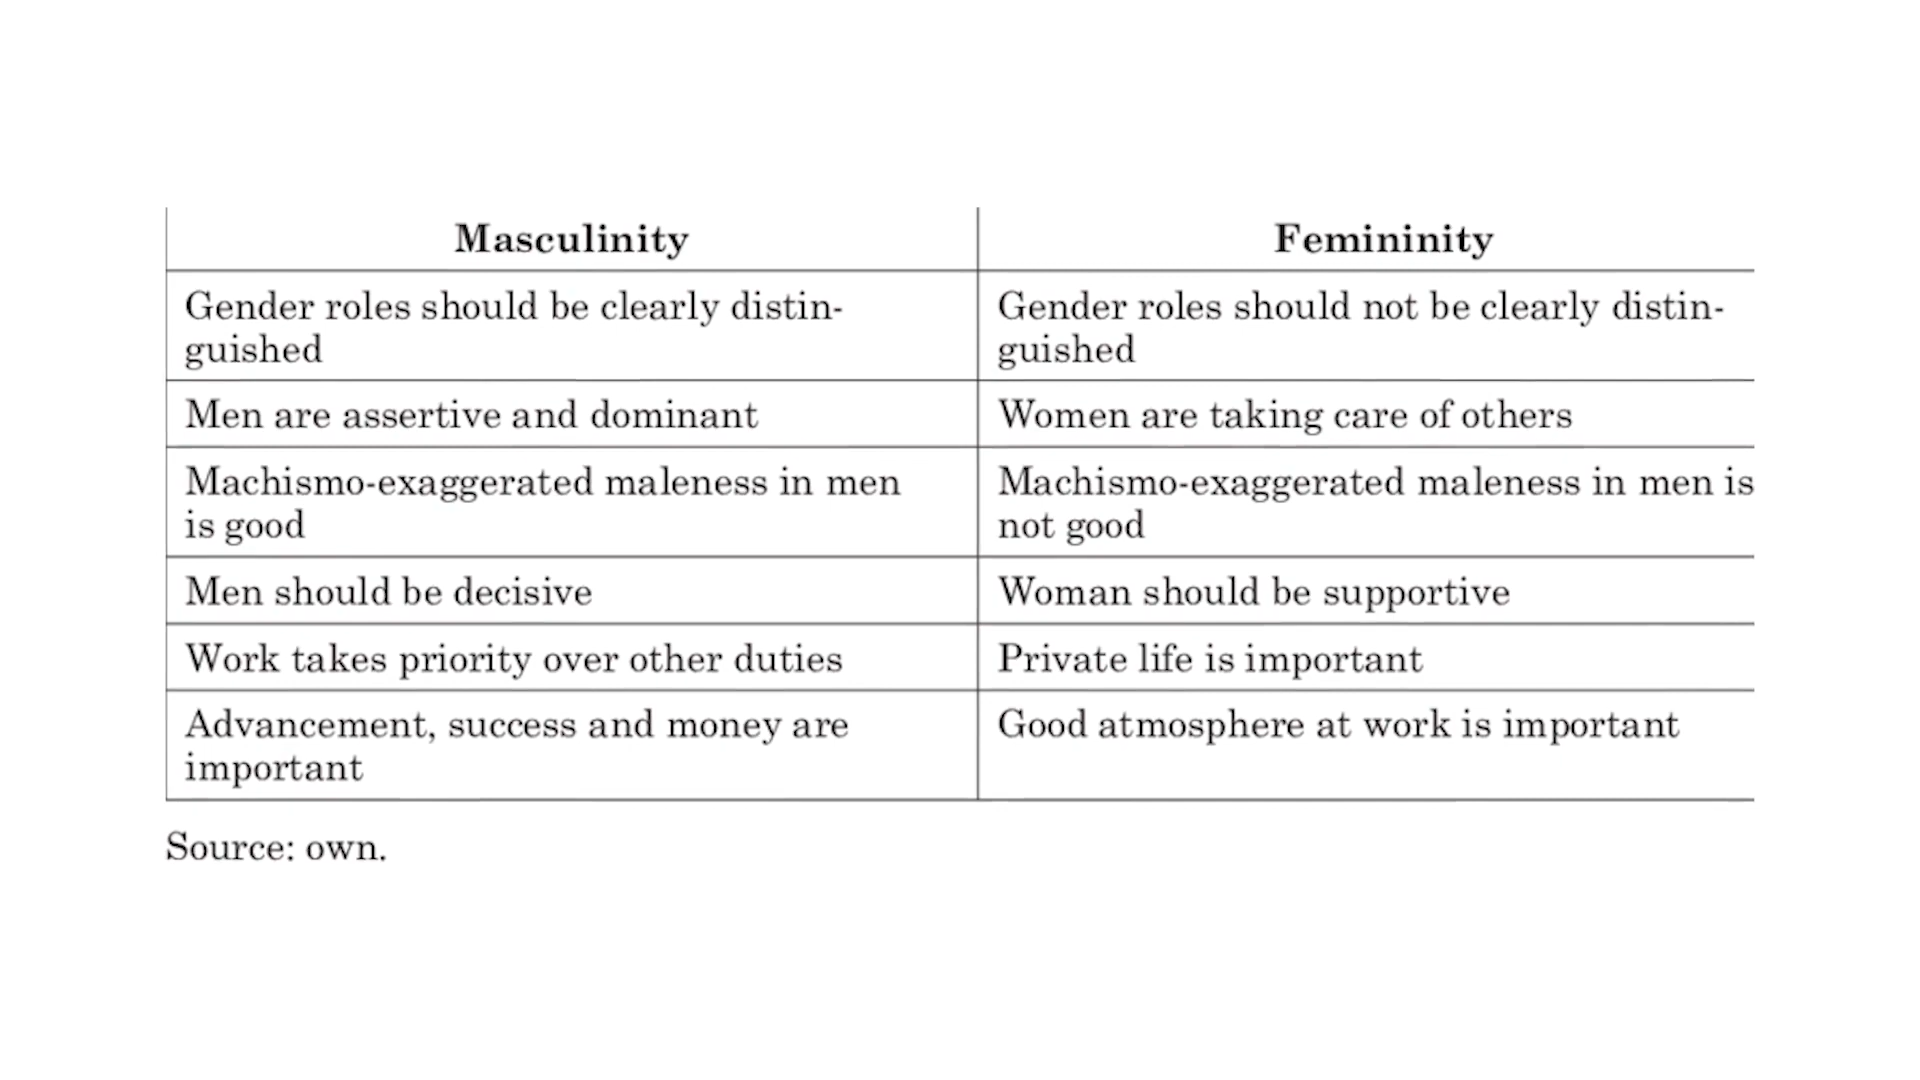 Masculinity
Femininity
Gender roles should be clearly distin-
guished
Gender roles should not be clearly distin-
guished
Men are assertive and dominant
Women are taking care of others
Machismo-exaggerated maleness in men
is good
Machismo-exaggerated maleness in men is
not good
Men should be decisive
Woman should be supportive
Work takes priority over other duties
Private life is important
Advancement, success and money are
important
Good atmosphere at work is important
Source: own.